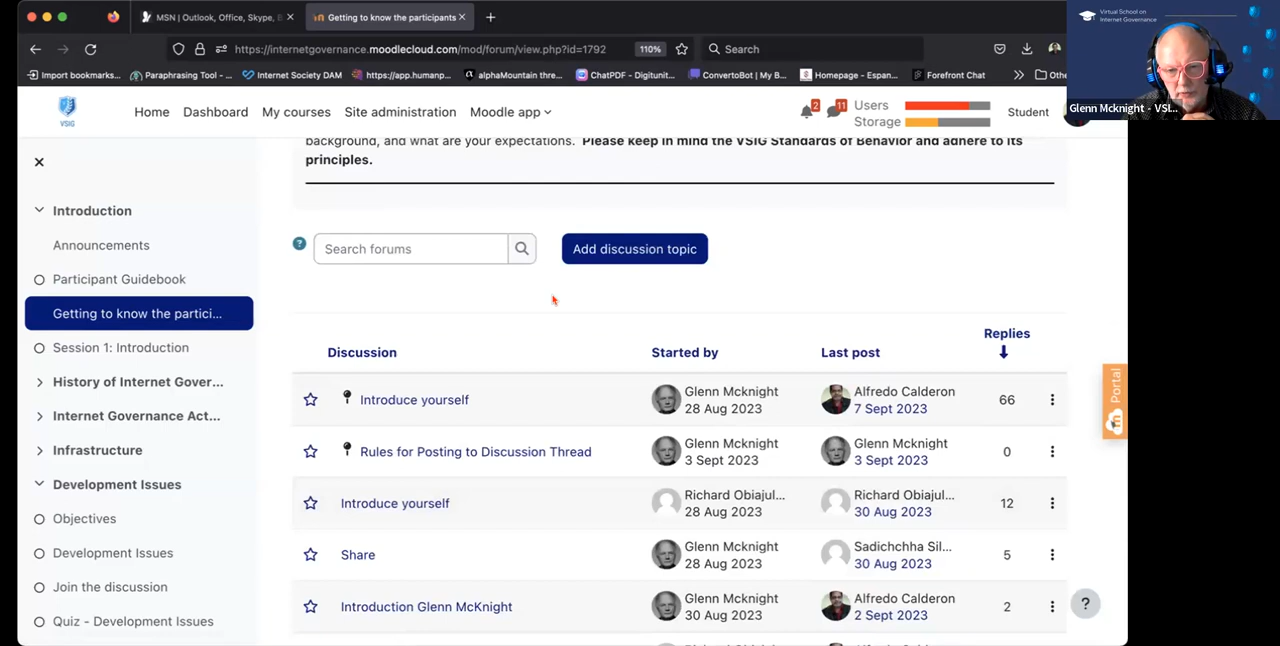 MSN | Outlook, Office, Skype, B
Getting to know the participants
https://internetgovernance.moodlecloud.com/mod/forum/view.php?id=1792
110%
Search
Virtual School on
Internet Governance
Import bookmarks...
Paraphrasing Tool - ...
Internet Society DAM
https://app.humanp...
alphaMountain thre...
ChatPDF - Digitunit...
ConvertoBot | My B...
Homepage - Espan...
Forefront Chat
Othe
Glenn Mcknight - VSI...
VSIG
Home
Dashboard
My courses
Site administration
Moodle app
2
11
Users
Storage
Student
background, and what are your expectations. Please keep in mind the VSIG Standards of Behavior and adhere to its
principles.
Introduction
Announcements
Participant Guidebook
Getting to know the partici...
Session 1: Introduction
History of Internet Gover...
Internet Governance Act...
Infrastructure
Development Issues
Objectives
Development Issues
Join the discussion
Quiz - Development Issues
?
Search forums
Add discussion topic
Discussion
Started by
Last post
Replies
Introduce yourself
Glenn Mcknight
28 Aug 2023
Alfredo Calderon
7 Sept 2023
66
Rules for Posting to Discussion Thread
Glenn Mcknight
3 Sept 2023
Glenn Mcknight
3 Sept 2023
0
Introduce yourself
Richard Obiajul...
28 Aug 2023
Richard Obiajul...
30 Aug 2023
12
Share
Glenn Mcknight
28 Aug 2023
Sadichchha Sil...
30 Aug 2023
5
Introduction Glenn McKnight
Glenn Mcknight
30 Aug 2023
Alfredo Calderon
2 Sept 2023
2
Portal
?